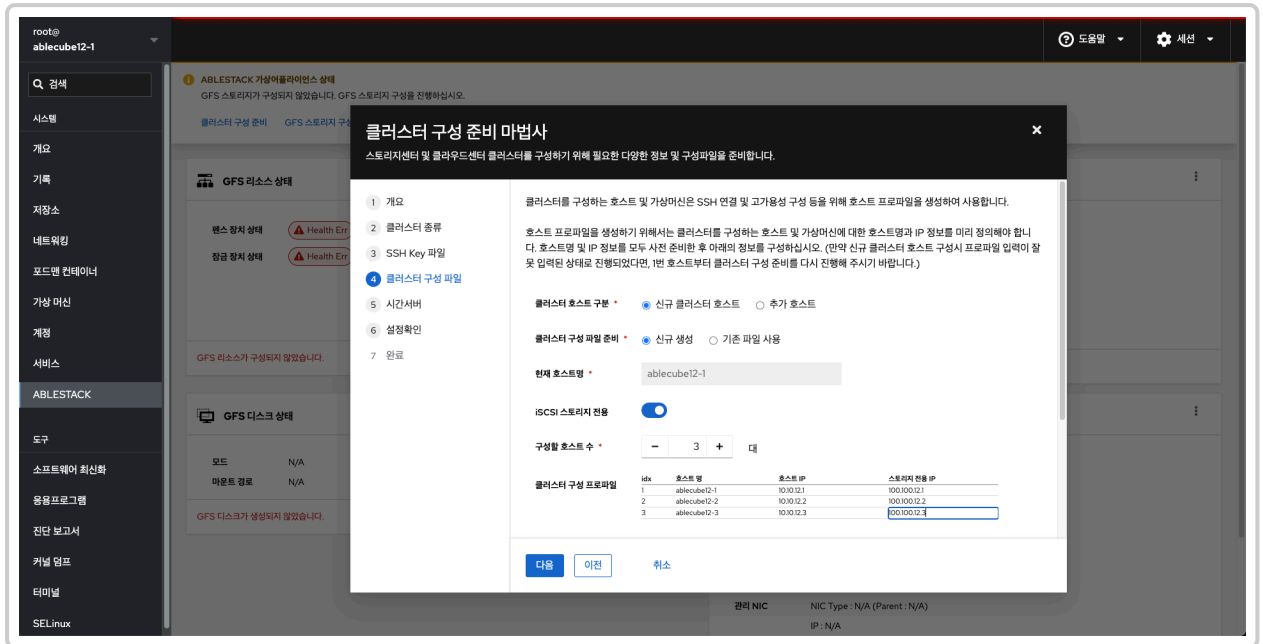 root@
ablecube12-1
도움말
세션
검색
시스템
개요
기록
저장소
네트워킹
포드맨 컨테이너
가상 머신
계정
서비스
ABLESTACK
도구
소프트웨어 최신화
응용프로그램
진단 보고서
커널 덤프
터미널
SELinux
ABLESTACK 가상어플라이언스 상태
GFS 스토리지가 구성되지 않았습니다. GFS 스토리지 구성을 진행하십시오.
클러스터 구성 준비 GFS 스토리지 구성
GFS 리소스 상태
펜스 장치 상태 Health Err
잠금 장치 상태 Health Err
GFS 리소스가 구성되지 않았습니다.
GFS 디스크 상태
모드 N/A
마운트 경로 N/A
GFS 디스크가 생성되지 않았습니다.
클러스터 구성 준비 마법사
스토리지센터 및 클라우드센터 클러스터를 구성하기 위해 필요한 다양한 정보 및 구성파일을 준비합니다.
1 개요
2 클러스터 종류
3 SSH Key 파일
4 클러스터 구성 파일
5 시간서버
6 설정확인
7 완료
클러스터를 구성하는 호스트 및 가상머신은 SSH 연결 및 고가용성 구성 등을 위해 호스트 프로파일을 생성하여 사용합니다.
호스트 프로파일을 생성하기 위해서는 클러스터를 구성하는 호스트 및 가상머신에 대한 호스트명과 IP 정보를 미리 정의해야 합니
다. 호스트명 및 IP 정보를 모두 사전 준비한 후 아래의 정보를 구성하십시오. (만약 신규 클러스터 호스트 구성시 프로파일 입력이 잘
못 입력된 상태로 진행되었다면, 1번 호스트부터 클러스터 구성 준비를 다시 진행해 주시기 바랍니다.)
클러스터 호스트 구분 * 신규 클러스터 호스트 추가 호스트
클러스터 구성 파일 준비 * 신규 생성 기존 파일 사용
현재 호스트명 * ablecube12-1
iSCSI 스토리지 전용
구성할 호스트 수 * − 3 + 대
클러스터 구성 프로파일
idx 호스트 명 호스트 IP 스토리지 전용 IP
1 ablecube12-1 10.10.12.1 100.100.12.1
2 ablecube12-2 10.10.12.2 100.100.12.2
3 ablecube12-3 10.10.12.3 100.100.12.3
다음 이전 취소
관리 NIC NIC Type : N/A (Parent : N/A)
IP : N/A